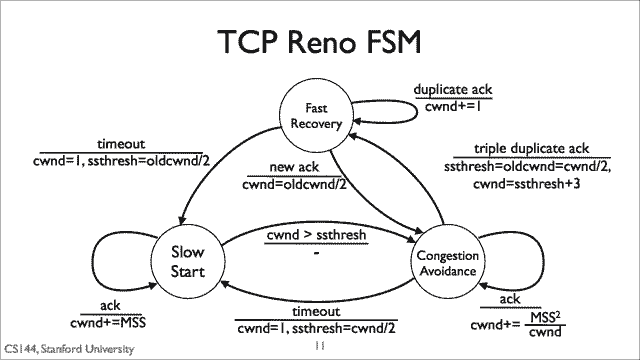 TCP Reno FSM
duplicate ack
cwnd+=1
Fast
Recovery
timeout
cwnd=1, ssthresh=oldcwnd/2
new ack
cwnd=oldcwnd/2
triple duplicate ack
ssthresh=oldcwnd=cwnd/2,
cwnd=ssthresh+3
cwnd > ssthresh
-
Slow
Start
Congestion
Avoidance
ack
cwnd+=MSS
timeout
cwnd=1, ssthresh=cwnd/2
ack
cwnd+= MSS²
cwnd
CS144, Stanford University
11